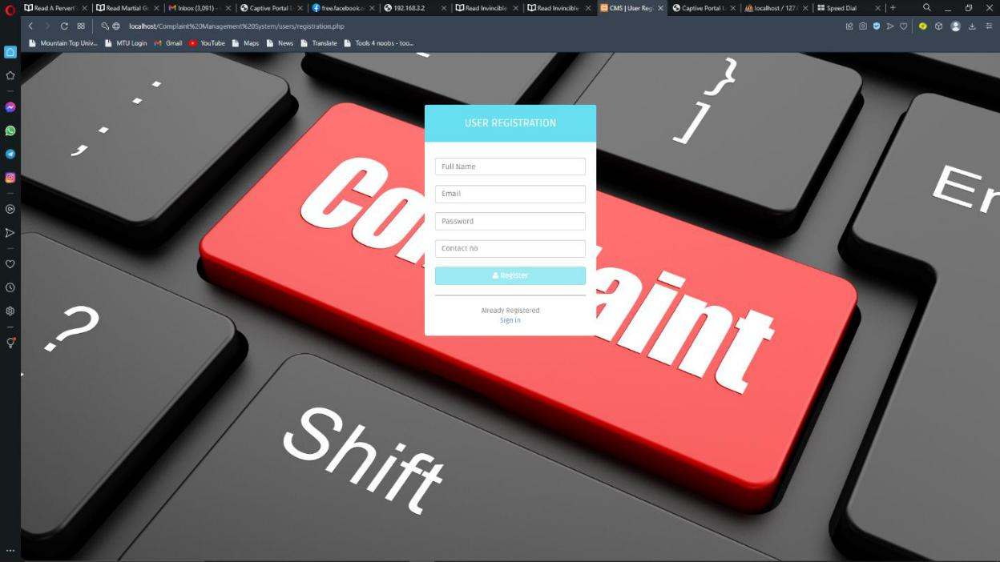 Read A Pervert
Read Martial G
Inbox (3,091) -
Captive Portal L
free.facebook.c
192.168.3.2
Read Invincible
Read Invincible
CMS | User Reg
Captive Portal L
localhost / 127.
Speed Dial
localhost/Complaint%20Management%20System/users/registration.php
Mountain Top Univ...
MTU Login
Gmail
YouTube
Maps
News
Translate
Tools 4 noobs - too...
: ;
} ]
En
USER REGISTRATION
Full Name
Email
Password
Contact no
Register
Already Registered
Sign in
Co
aint
?
Shift